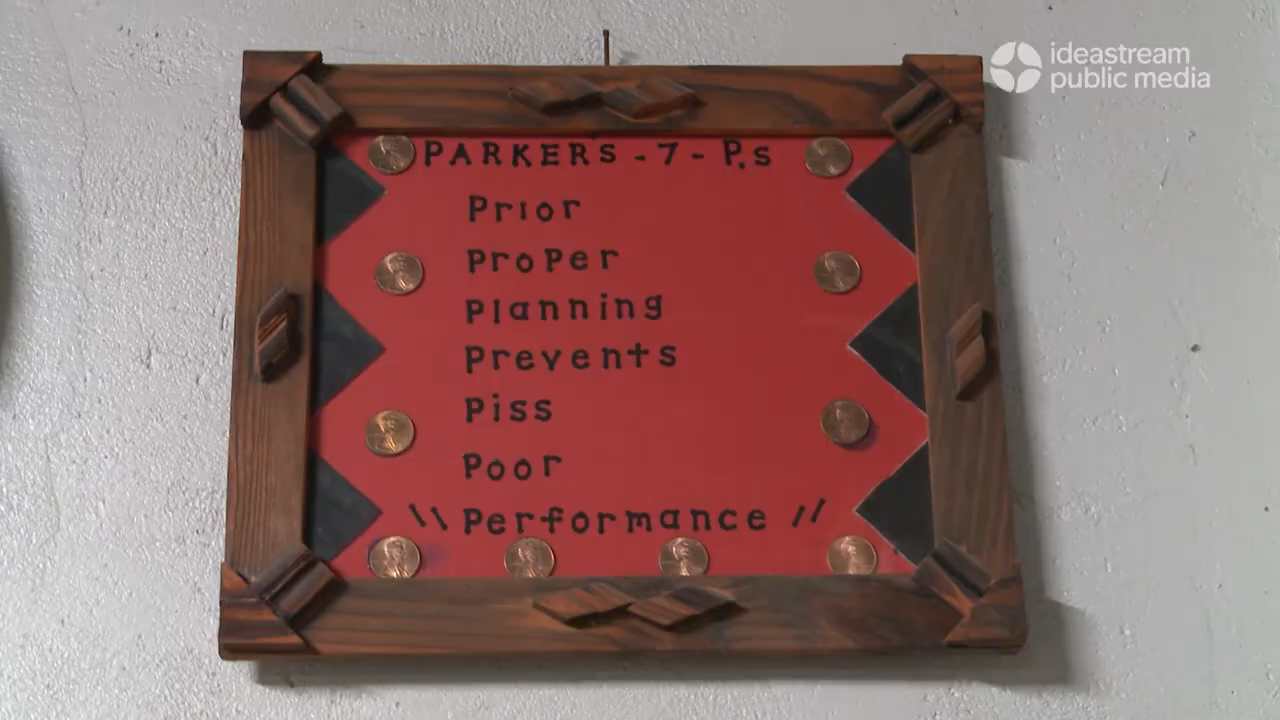 ideastream
public media
PARKERS - 7 - P.s
Prior
Proper
Planning
Prevents
Piss
Poor
\\ Performance //